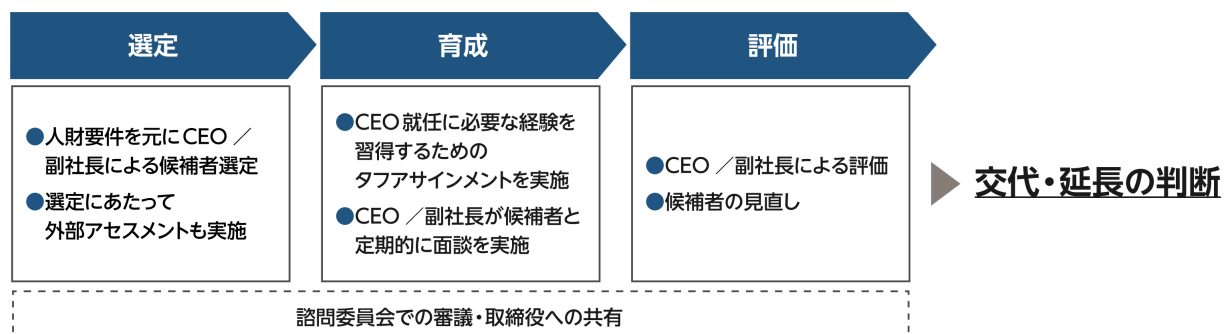 選定
育成
評価
●人財要件を元にCEO ／
副社長による候補者選定
●選定にあたって
外部アセスメントも実施
●CEO就任に必要な経験を
習得するための
タフアサインメントを実施
●CEO ／副社長が候補者と
定期的に面談を実施
●CEO ／副社長による評価
●候補者の見直し
交代・延長の判断
諮問委員会での審議・取締役への共有